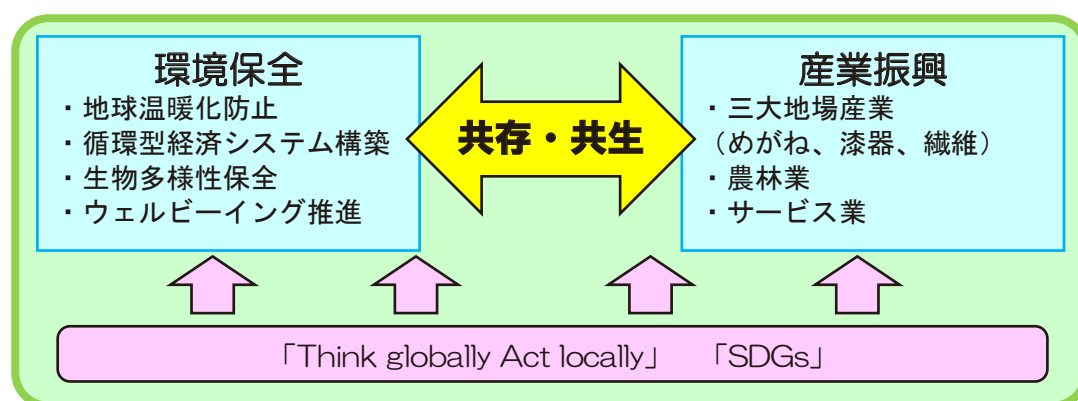 環境保全
・地球温暖化防止
・循環型経済システム構築
・生物多様性保全
・ウェルビーイング推進
共存・共生
産業振興
・三大地場産業
（めがね、漆器、繊維）
・農林業
・サービス業
「Think globally Act locally」　「SDGs」